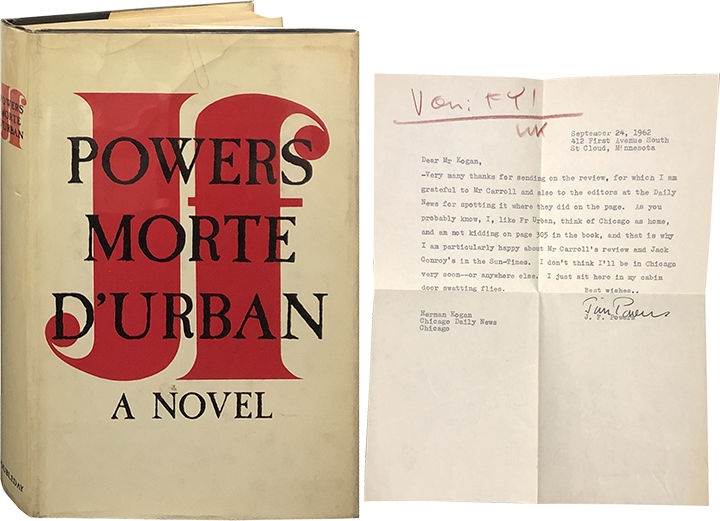 Jf
POWERS
MORTE
D'URBAN
A NOVEL
Jf
POWERS
MORTE
D'URBAN
DOUBLEDAY
Von: FYI
HK
September 24, 1962
412 First Avenue South
St Cloud, Minnesota
Dear Mr Kogan,
-Very many thanks for sending on the review, for which I am
grateful to Mr Carroll and also to the editors at the Daily
News for spotting it where they did on the page. As you
probably know, I, like Fr Urban, think of Chicago as home,
and am not kidding on page 305 in the book, and that is why
I am particularly happy about Mr Carroll's review and Jack
Conroy's in the Sun-Times. I don't think I'll be in Chicago
very soon--or anywhere else. I just sit here in my cabin
door swatting flies. Best wishes..
Jim Powers
J. F. Powers
Herman Kogan
Chicago Daily News
Chicago